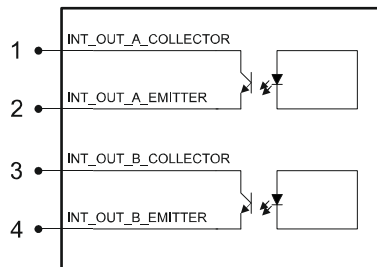 1
INT_OUT_A_COLLECTOR
2
INT_OUT_A_EMITTER
3
INT_OUT_B_COLLECTOR
4
INT_OUT_B_EMITTER